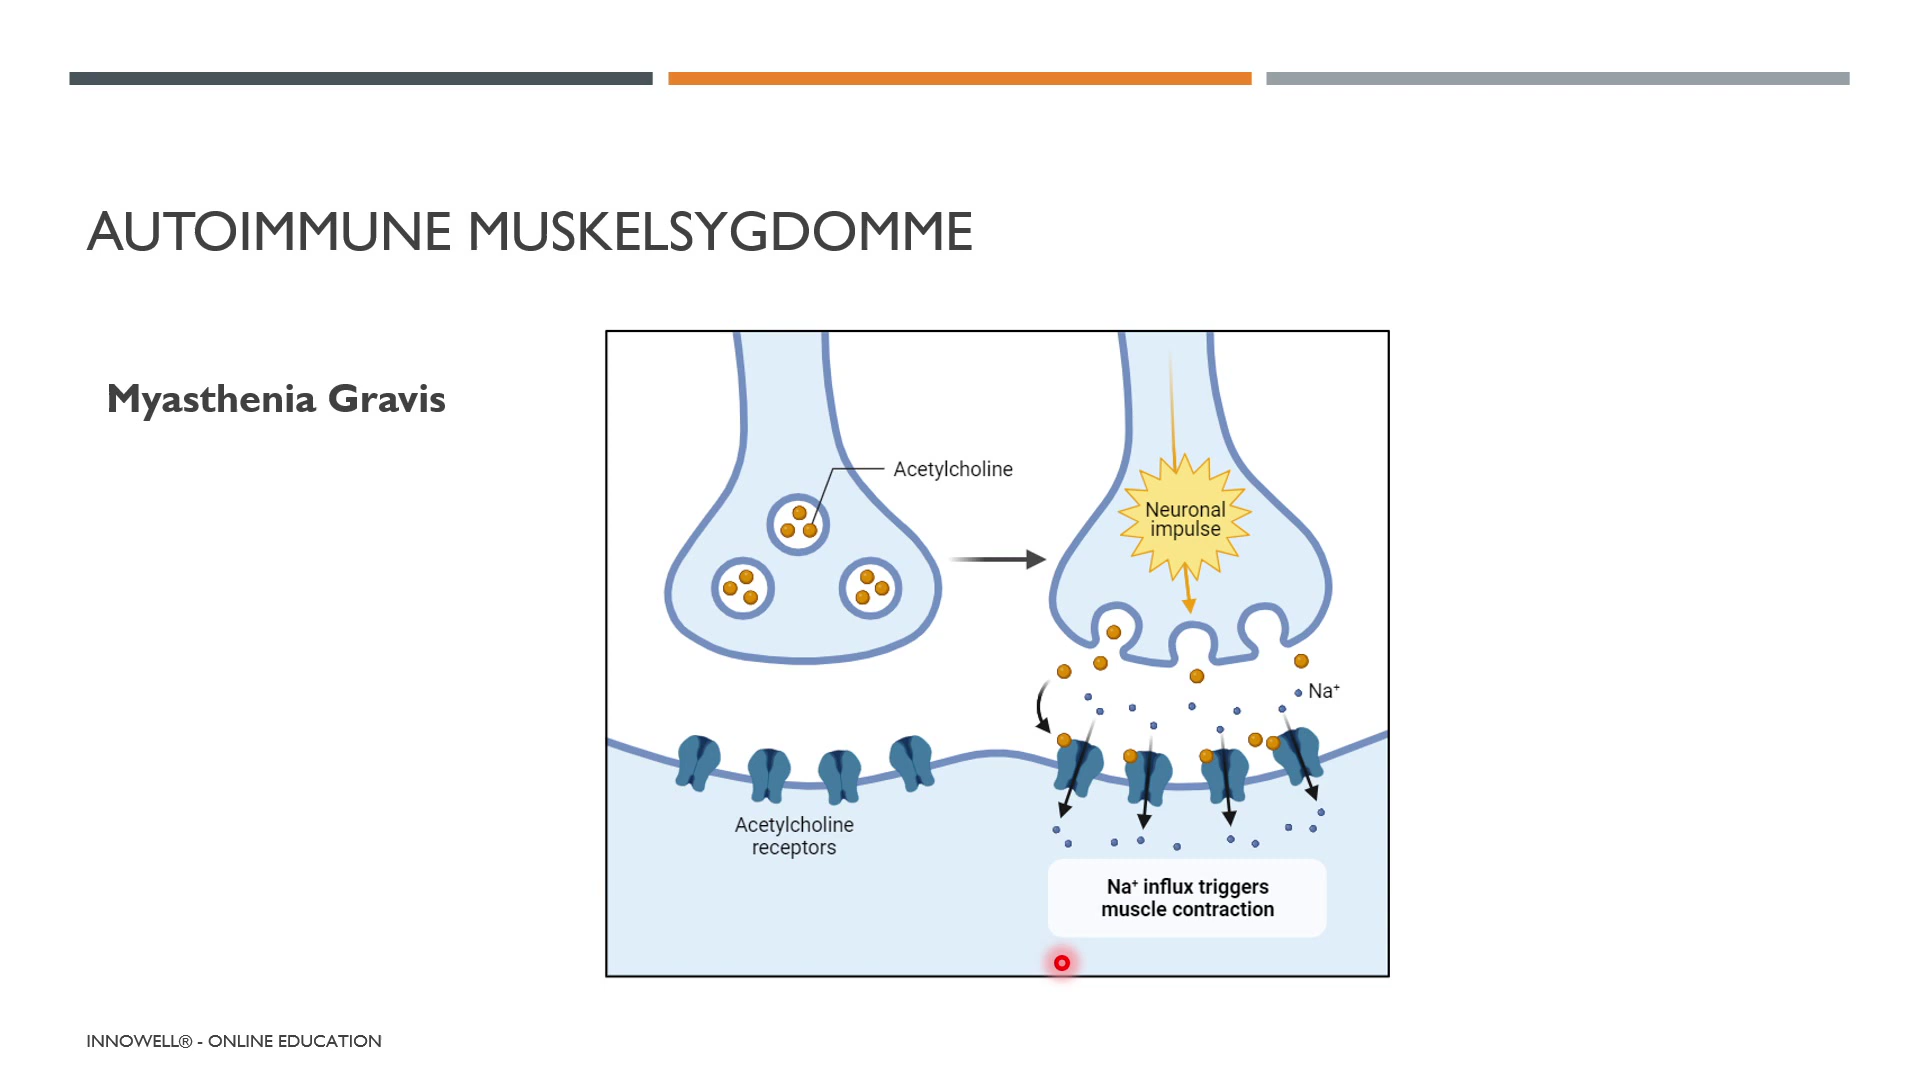 AUTOIMMUNE MUSKELSYGDOMME
Myasthenia Gravis
Acetylcholine
Neuronal
impulse
Na⁺
Acetylcholine
receptors
Na⁺ influx triggers
muscle contraction
INNOWELL® - ONLINE EDUCATION